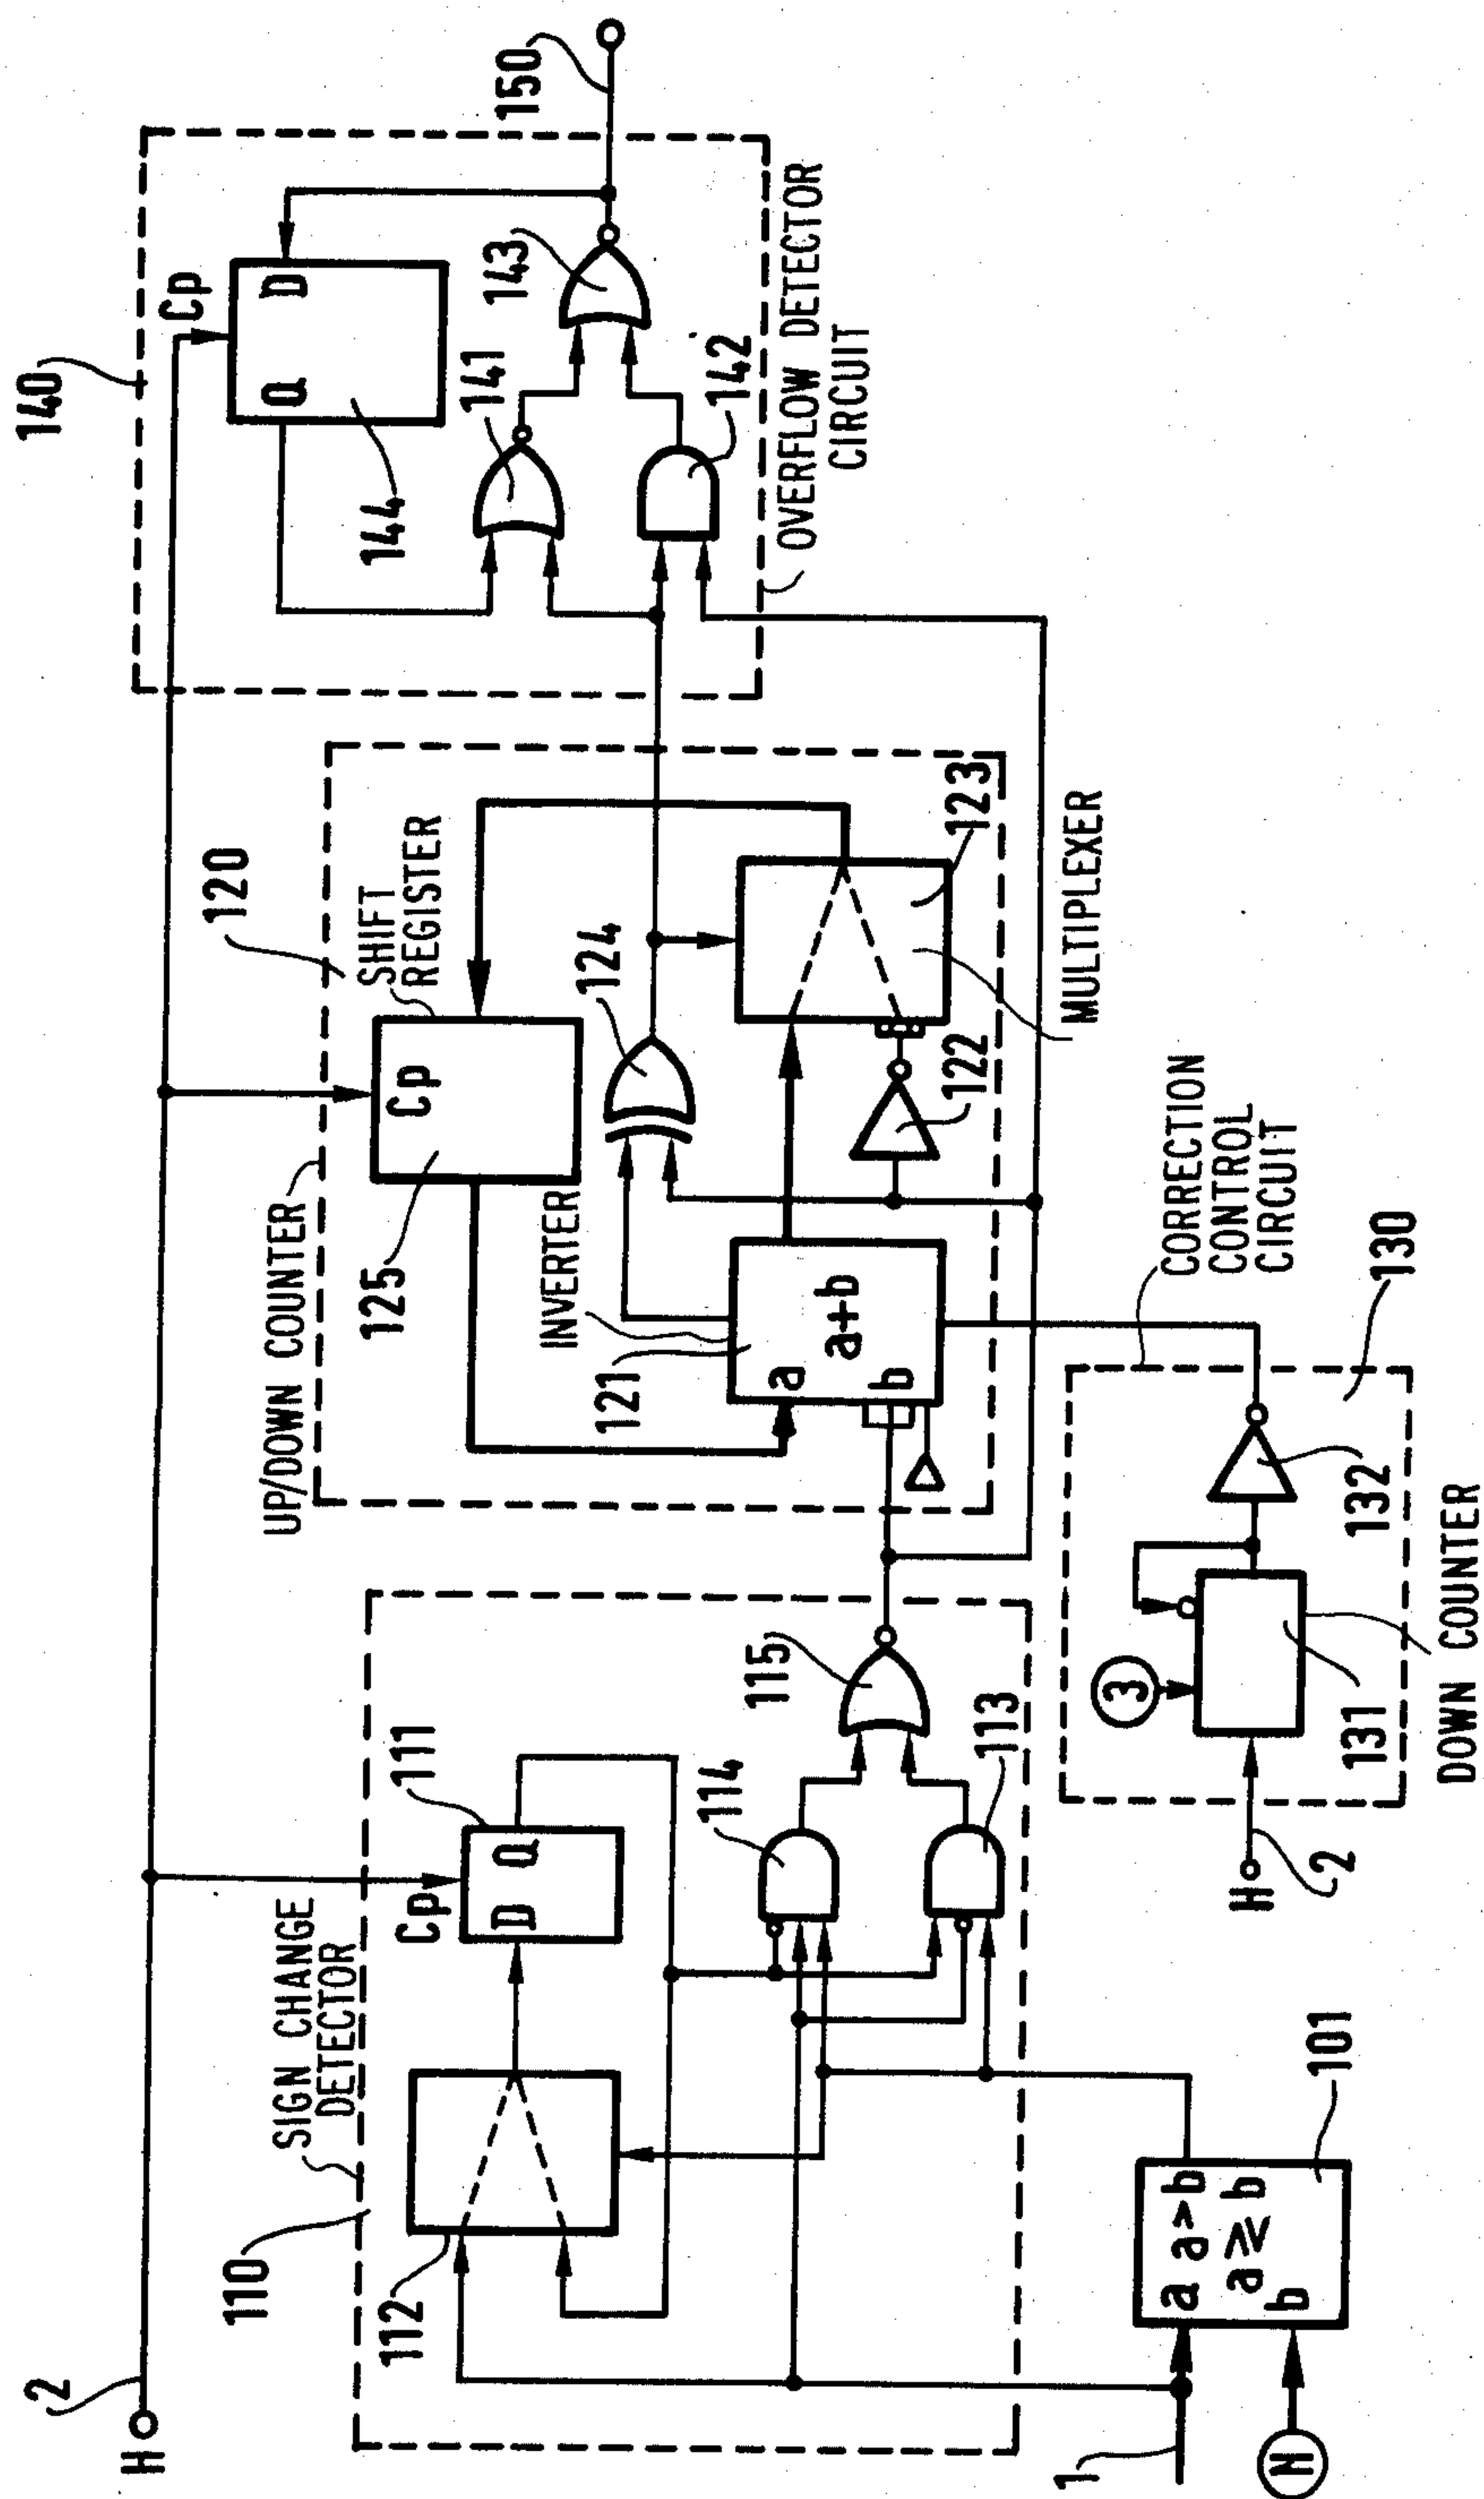 H
2
140
Cp
Q
D
144
141
143
142
150
OVERFLOW DETECTOR
CIRCUIT
120
UP/DOWN COUNTER
SHIFT
REGISTER
Cp
125
124
INVERTER
121
a
a+b
b
122
123
MULTIPLEXER
110
SIGN CHANGE
DETECTOR
112
111
Cp
D
Q
114
113
115
1
N
a
a>b
a≥b
b
101
CORRECTION
CONTROL
CIRCUIT
130
3
H
2
131
132
DOWN COUNTER